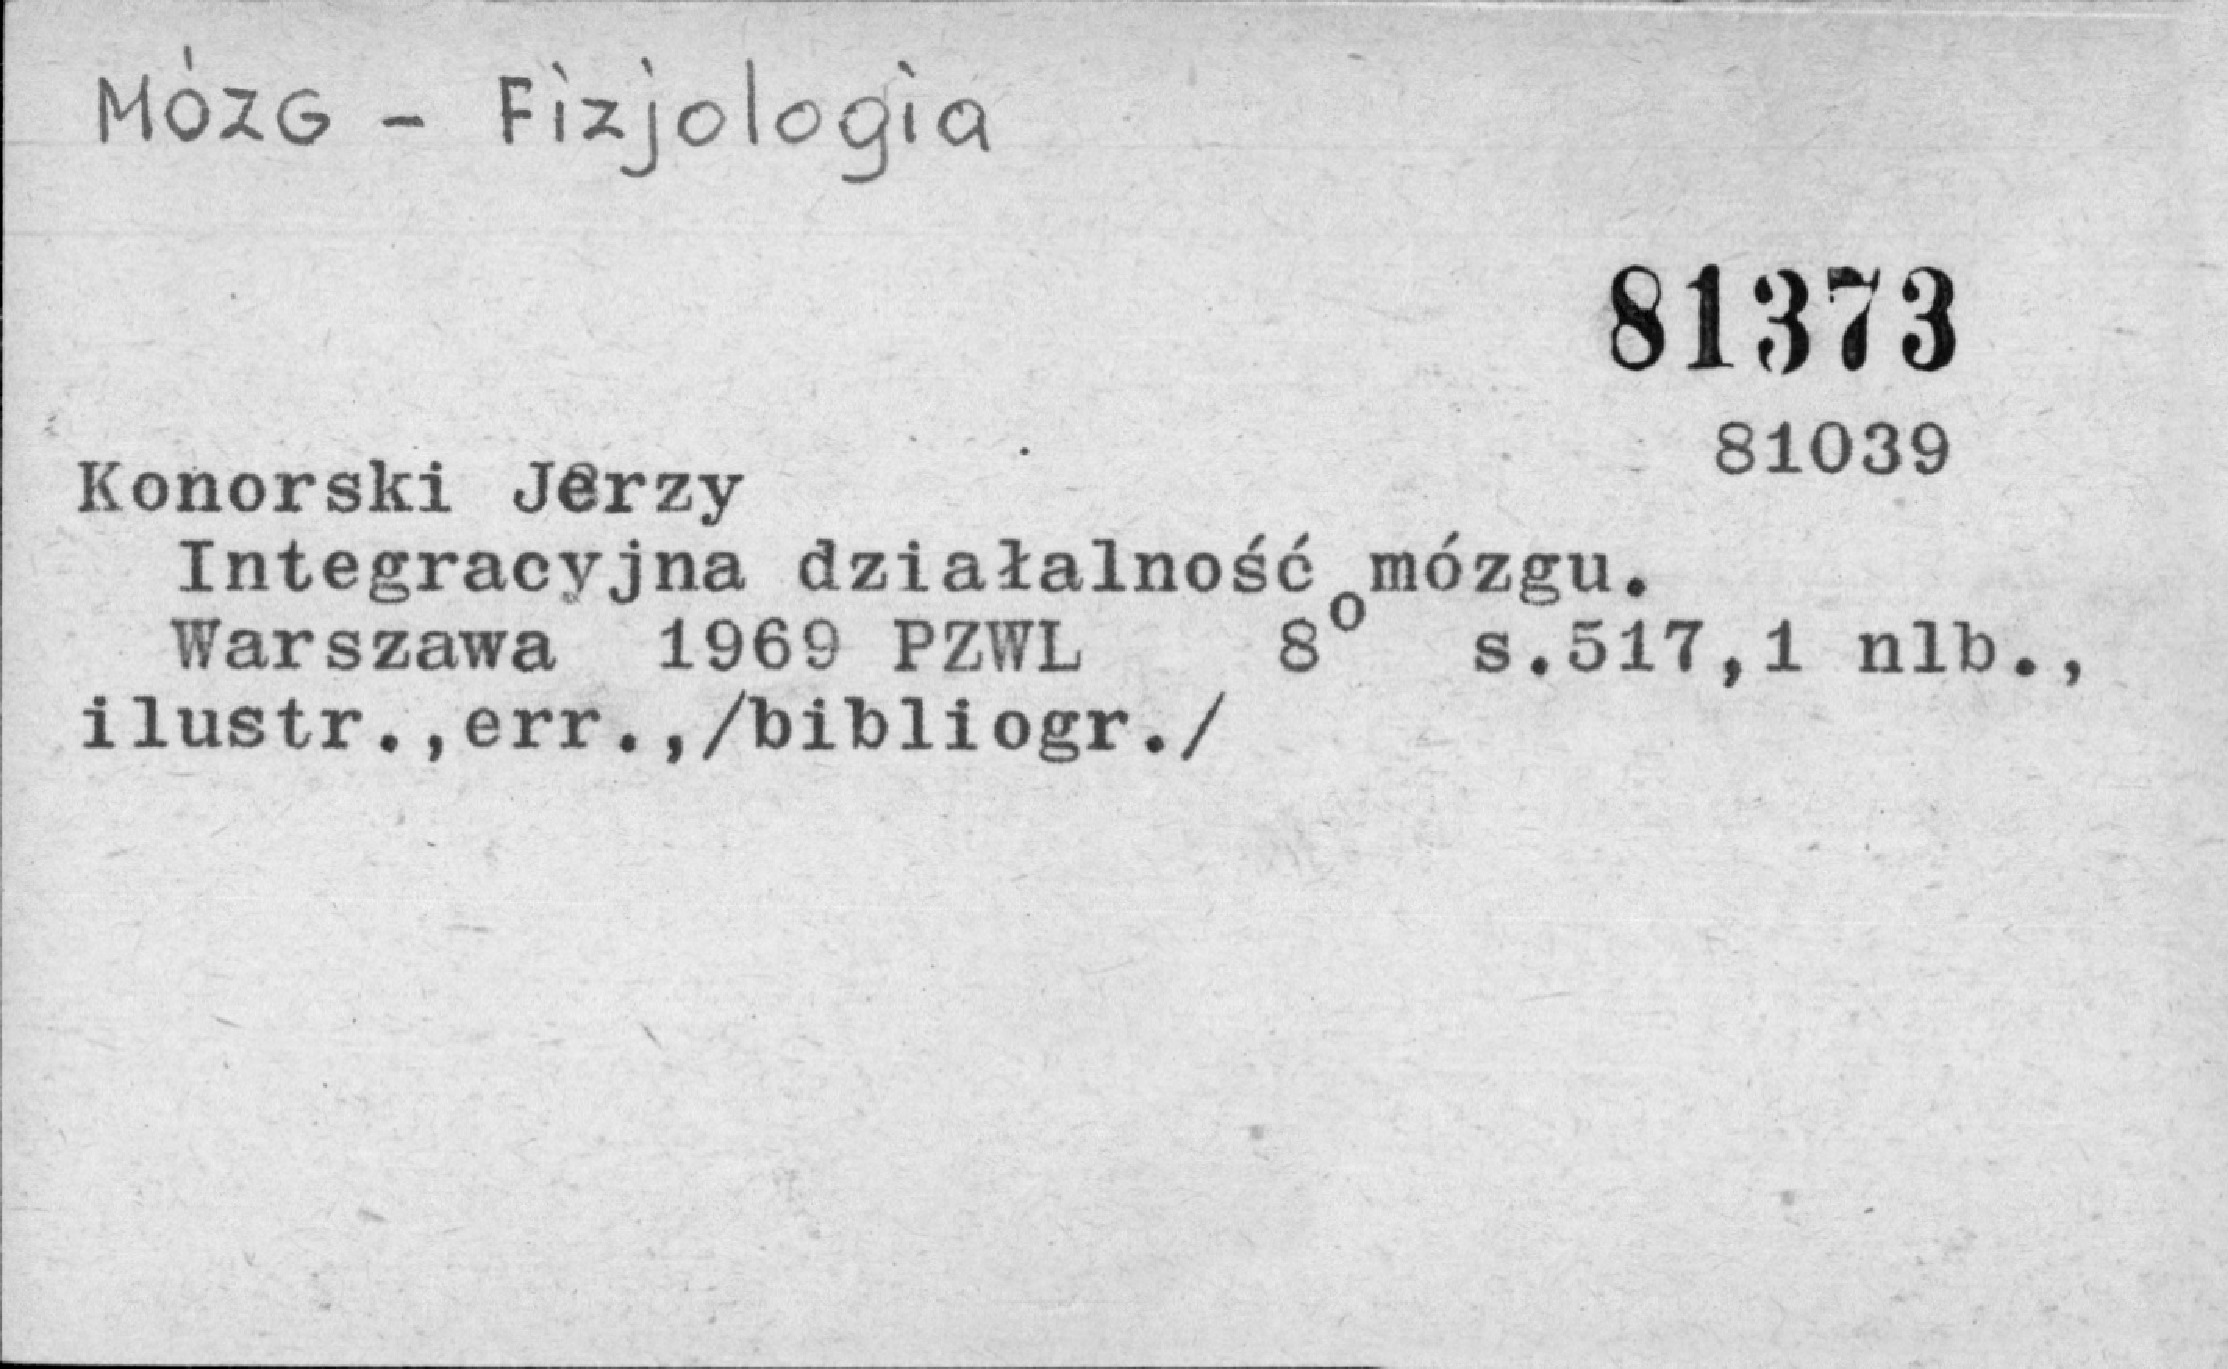 MÓZG - Fizjologia
81373
81039
Konorski Jerzy
Integracyjna działalność mózgu.
Warszawa 1969 PZWL 8° s.517,1 nlb.,
ilustr.,err.,/bibliogr./